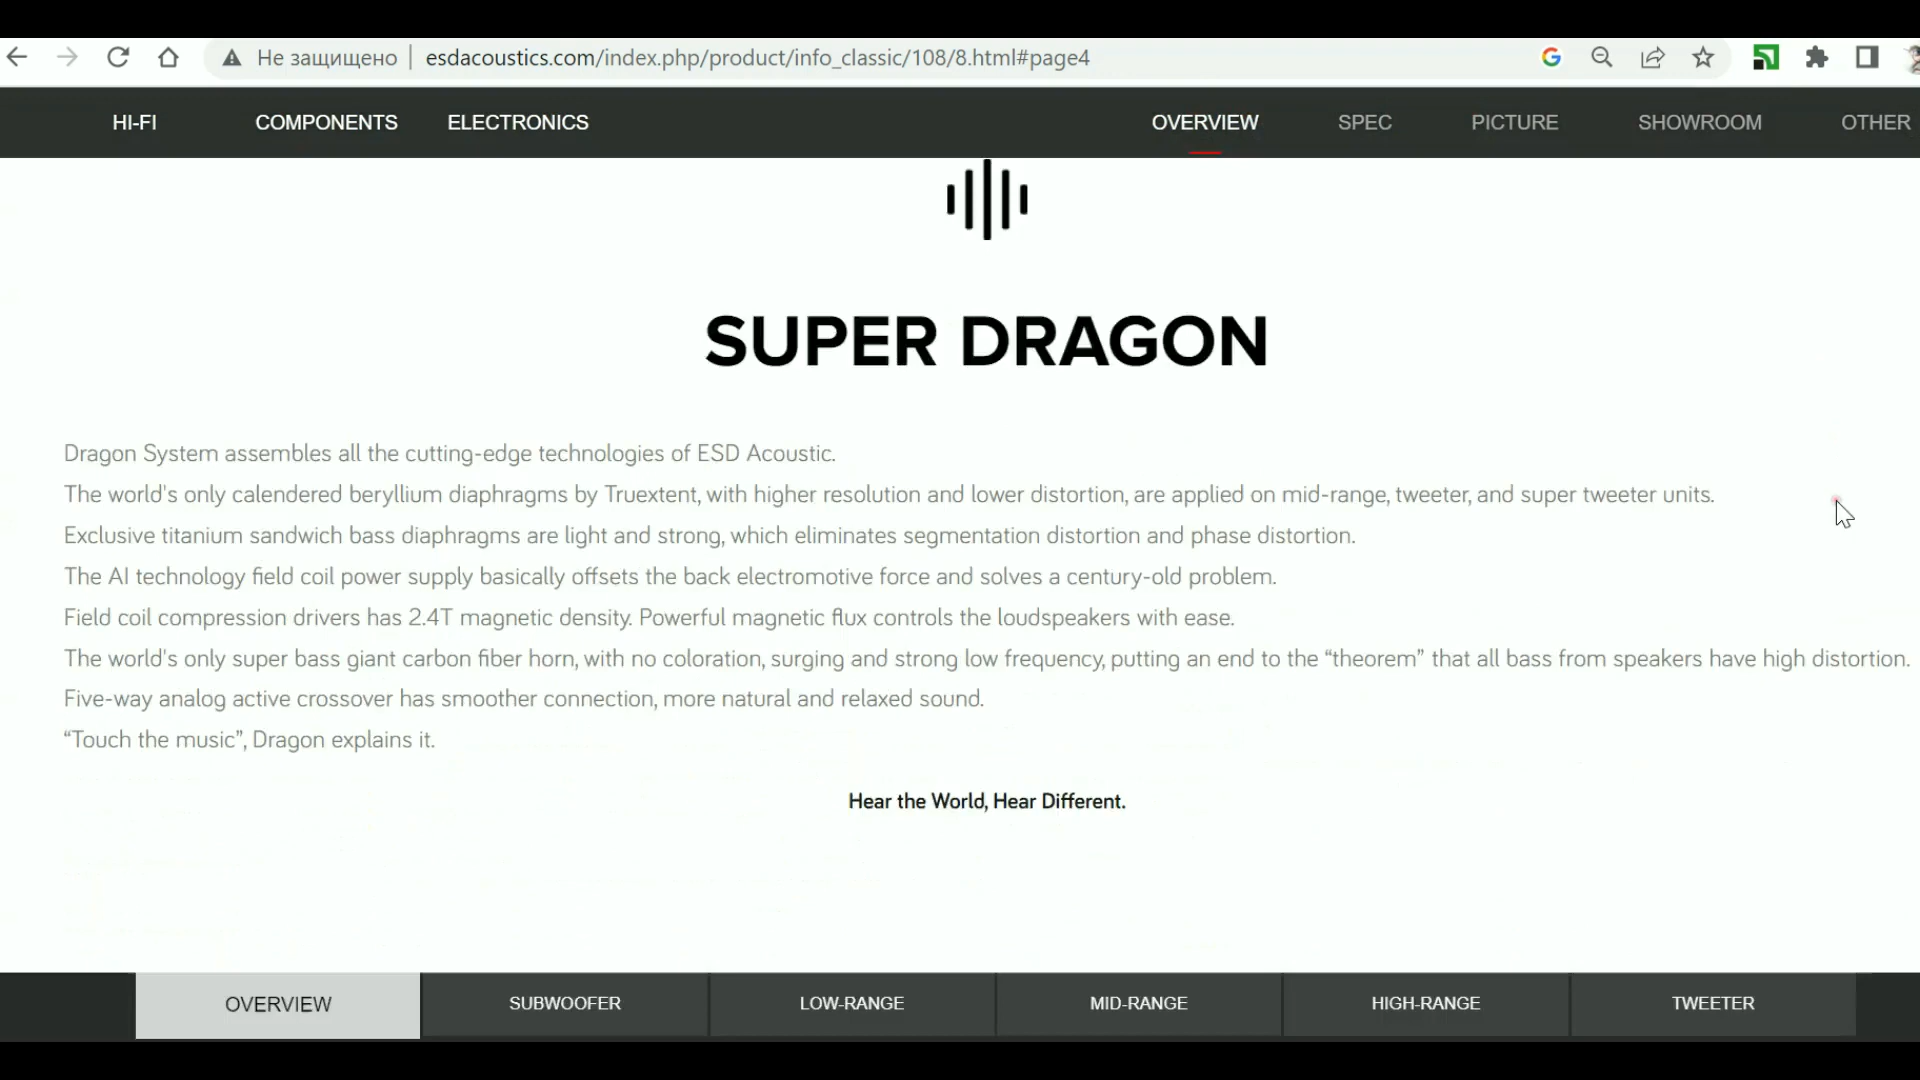 Не защищено esdacoustics.com/index.php/product/info_classic/108/8.html#page4
HI-FI COMPONENTS ELECTRONICS OVERVIEW SPEC PICTURE SHOWROOM OTHER
SUPER DRAGON
Dragon System assembles all the cutting-edge technologies of ESD Acoustic.
The world's only calendered beryllium diaphragms by Truextent, with higher resolution and lower distortion, are applied on mid-range, tweeter, and super tweeter units.
Exclusive titanium sandwich bass diaphragms are light and strong, which eliminates segmentation distortion and phase distortion.
The AI technology field coil power supply basically offsets the back electromotive force and solves a century-old problem.
Field coil compression drivers has 2.4T magnetic density. Powerful magnetic flux controls the loudspeakers with ease.
The world's only super bass giant carbon fiber horn, with no coloration, surging and strong low frequency, putting an end to the “theorem” that all bass from speakers have high distortion.
Five-way analog active crossover has smoother connection, more natural and relaxed sound.
“Touch the music”, Dragon explains it.
Hear the World, Hear Different.
OVERVIEW SUBWOOFER LOW-RANGE MID-RANGE HIGH-RANGE TWEETER